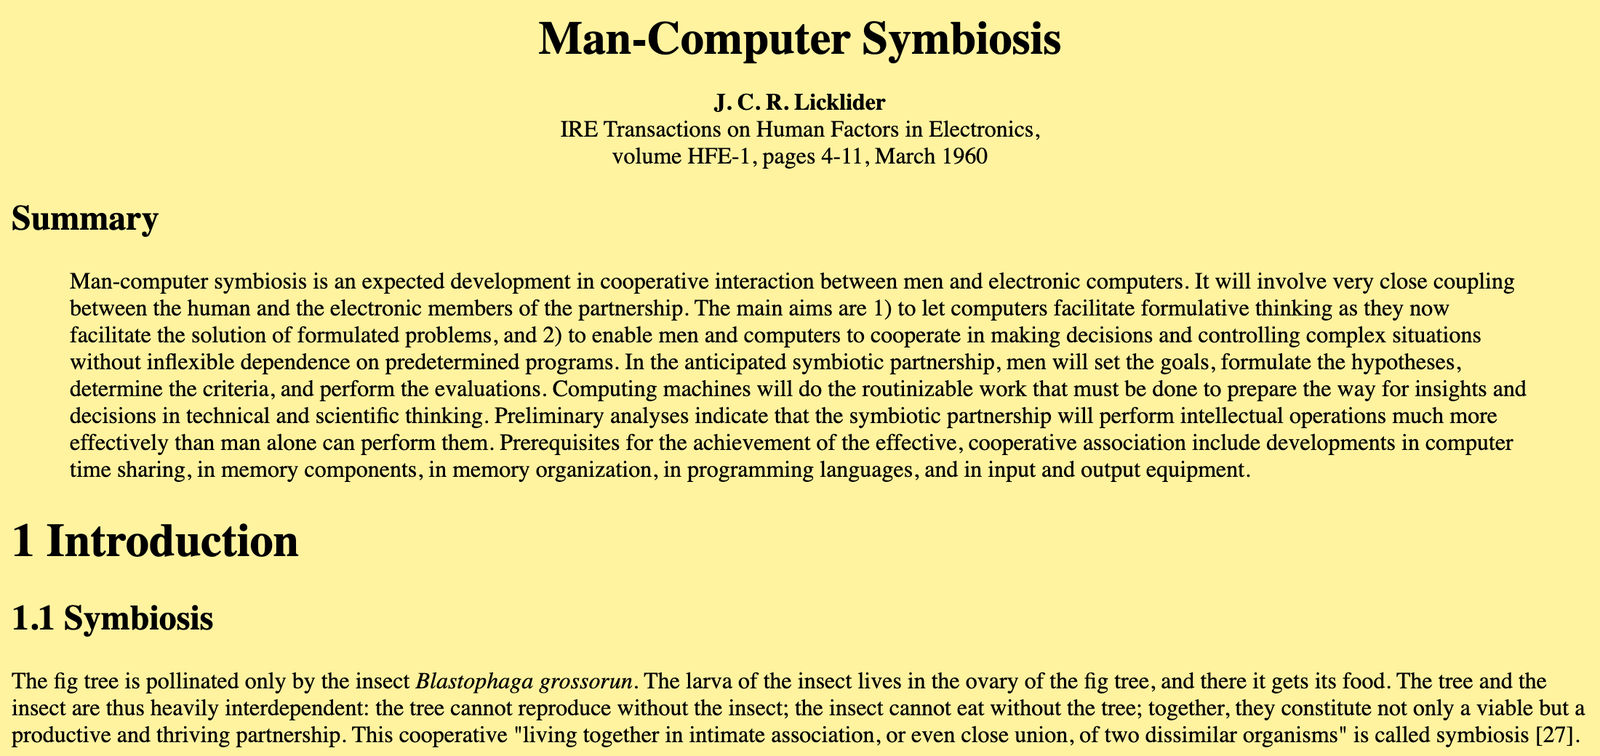 Man-Computer Symbiosis
J. C. R. Licklider
IRE Transactions on Human Factors in Electronics,
volume HFE-1, pages 4-11, March 1960
Summary
Man-computer symbiosis is an expected development in cooperative interaction between men and electronic computers. It will involve very close coupling
between the human and the electronic members of the partnership. The main aims are 1) to let computers facilitate formulative thinking as they now
facilitate the solution of formulated problems, and 2) to enable men and computers to cooperate in making decisions and controlling complex situations
without inflexible dependence on predetermined programs. In the anticipated symbiotic partnership, men will set the goals, formulate the hypotheses,
determine the criteria, and perform the evaluations. Computing machines will do the routinizable work that must be done to prepare the way for insights and
decisions in technical and scientific thinking. Preliminary analyses indicate that the symbiotic partnership will perform intellectual operations much more
effectively than man alone can perform them. Prerequisites for the achievement of the effective, cooperative association include developments in computer
time sharing, in memory components, in memory organization, in programming languages, and in input and output equipment.
1 Introduction
1.1 Symbiosis
The fig tree is pollinated only by the insect Blastophaga grossorun. The larva of the insect lives in the ovary of the fig tree, and there it gets its food. The tree and the
insect are thus heavily interdependent: the tree cannot reproduce without the insect; the insect cannot eat without the tree; together, they constitute not only a viable but a
productive and thriving partnership. This cooperative "living together in intimate association, or even close union, of two dissimilar organisms" is called symbiosis [27].